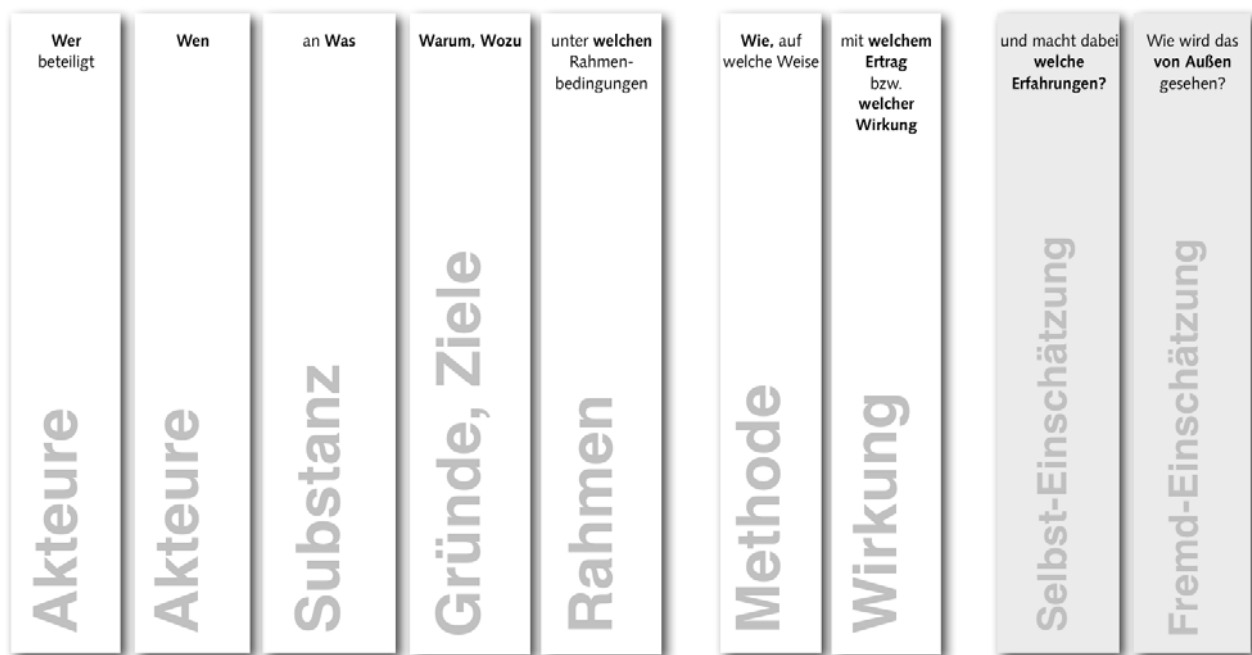 Wer
beteiligt
Akteure
Wen
Akteure
an Was
Substanz
Warum, Wozu
Gründe, Ziele
unter welchen
Rahmen-
bedingungen
Rahmen
Wie, auf
welche Weise
Methode
mit welchem
Ertrag
bzw.
welcher
Wirkung
Wirkung
und macht dabei
welche
Erfahrungen?
Selbst-Einschätzung
Wie wird das
von Außen
gesehen?
Fremd-Einschätzung